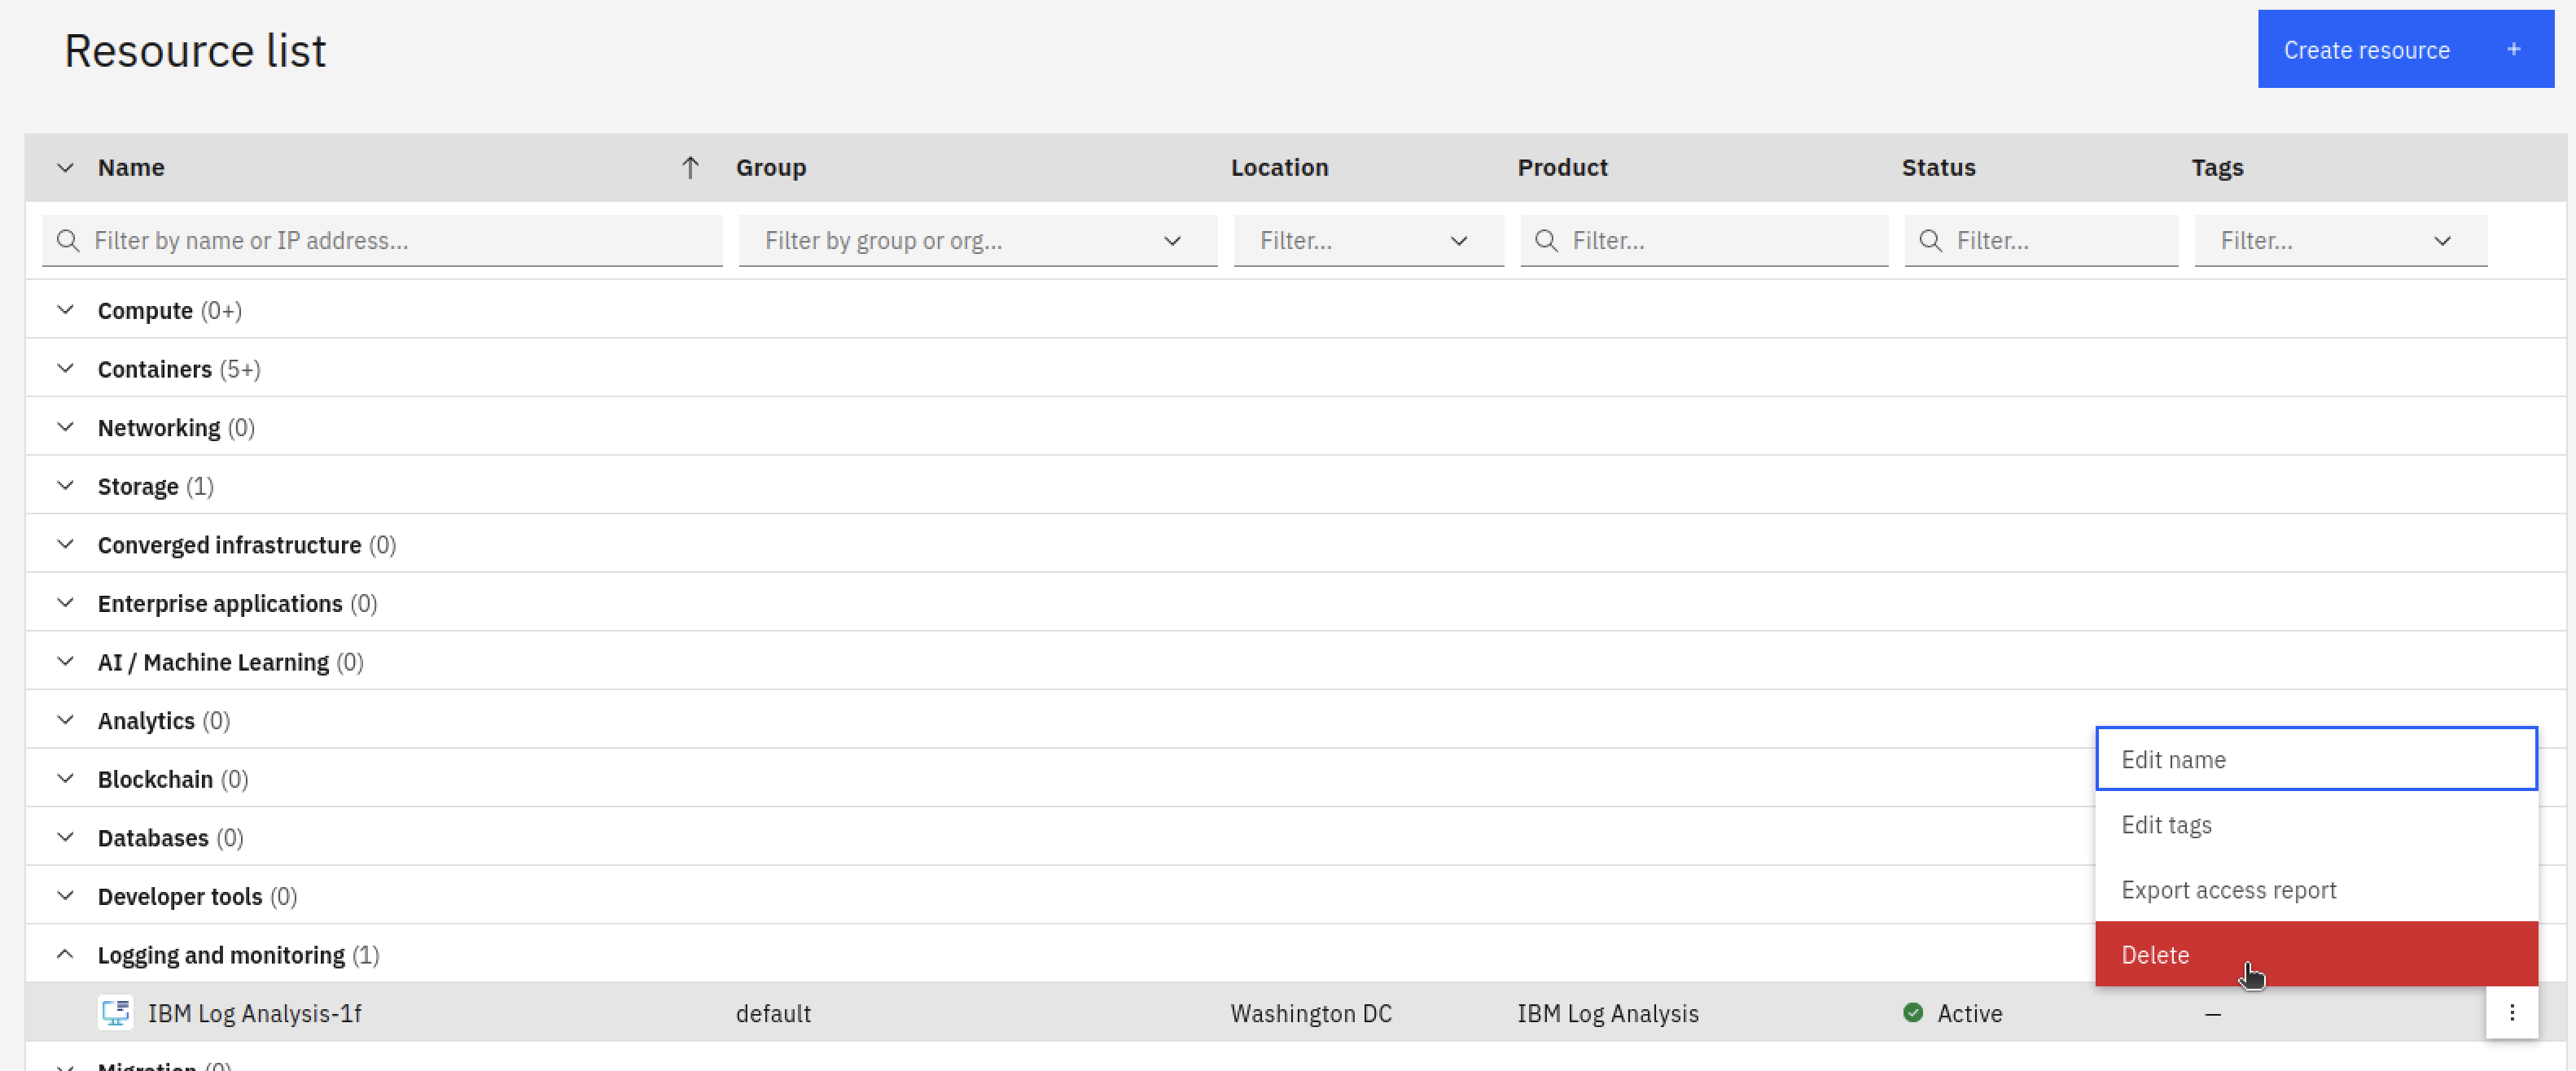 Resource list
Create resource +
Name Group Location Product Status Tags
Filter by name or IP address... Filter by group or org... Filter... Filter... Filter... Filter...
Compute (0+)
Containers (5+)
Networking (0)
Storage (1)
Converged infrastructure (0)
Enterprise applications (0)
AI / Machine Learning (0)
Analytics (0)
Blockchain (0)
Databases (0)
Developer tools (0)
Logging and monitoring (1)
IBM Log Analysis-1f default Washington DC IBM Log Analysis Active –
Migration (0)
Edit name
Edit tags
Export access report
Delete